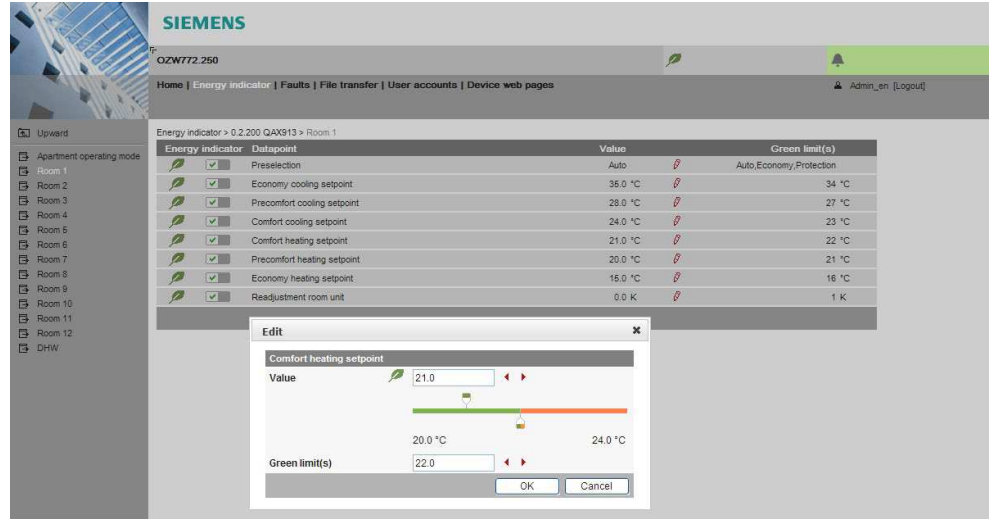 SIEMENS
OZW772.250
Home | Energy indicator | Faults | File transfer | User accounts | Device web pages
Admin_en [Logout]
Upward
Apartment operating mode
Room 1
Room 2
Room 3
Room 4
Room 5
Room 6
Room 7
Room 8
Room 9
Room 10
Room 11
Room 12
DHW
Energy indicator > 0.2.200 QAX913 > Room 1
Energy indicator Datapoint Value Green limit(s)
Preselection Auto Auto,Economy,Protection
Economy cooling setpoint 35.0 °C 34 °C
Precomfort cooling setpoint 28.0 °C 27 °C
Comfort cooling setpoint 24.0 °C 23 °C
Comfort heating setpoint 21.0 °C 22 °C
Precomfort heating setpoint 20.0 °C 21 °C
Economy heating setpoint 15.0 °C 16 °C
Readjustment room unit 0.0 K 1 K
Edit
Comfort heating setpoint
Value 21.0
20.0 °C 24.0 °C
Green limit(s) 22.0
OK Cancel